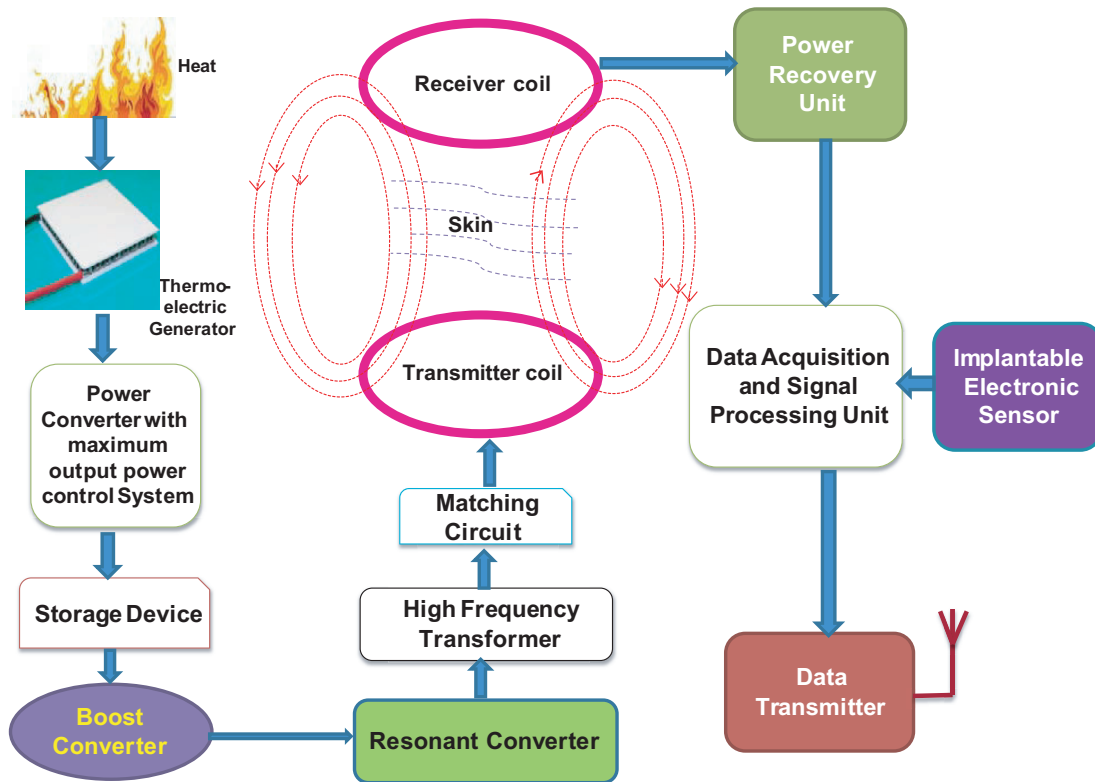 Heat
Thermo-
electric
Generator
Power
Converter with
maximum
output power
control System
Storage Device
Boost
Converter
Resonant Converter
High Frequency
Transformer
Matching
Circuit
Transmitter coil
Skin
Receiver coil
Power
Recovery
Unit
Data Acquisition
and Signal
Processing Unit
Implantable
Electronic
Sensor
Data
Transmitter